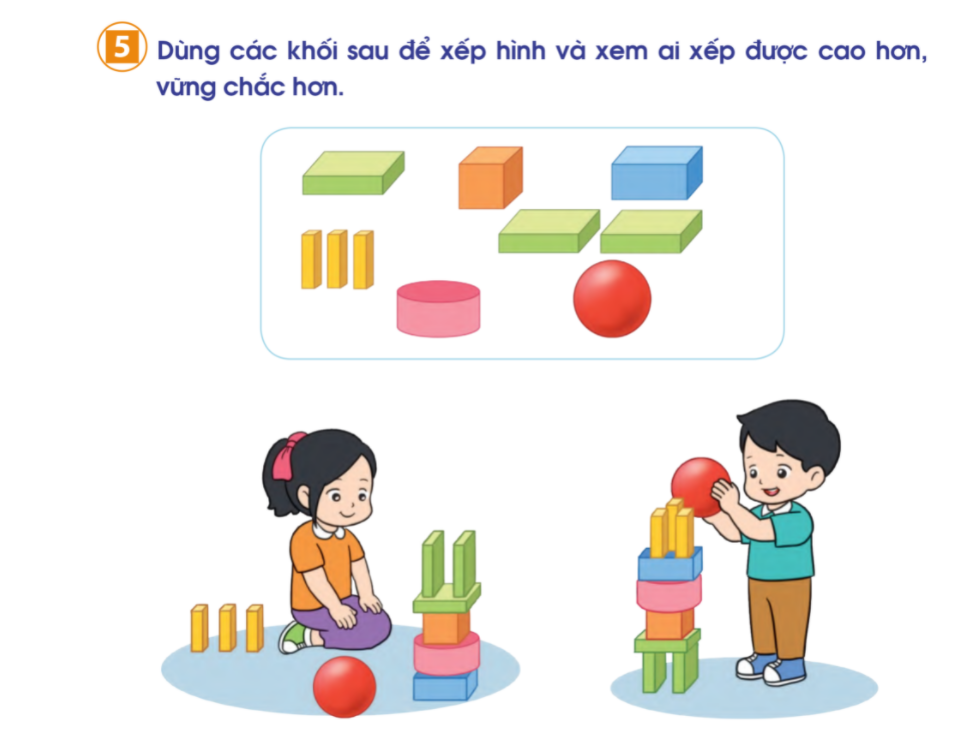 5 Dùng các khối sau để xếp hình và xem ai xếp được cao hơn,
vững chắc hơn.